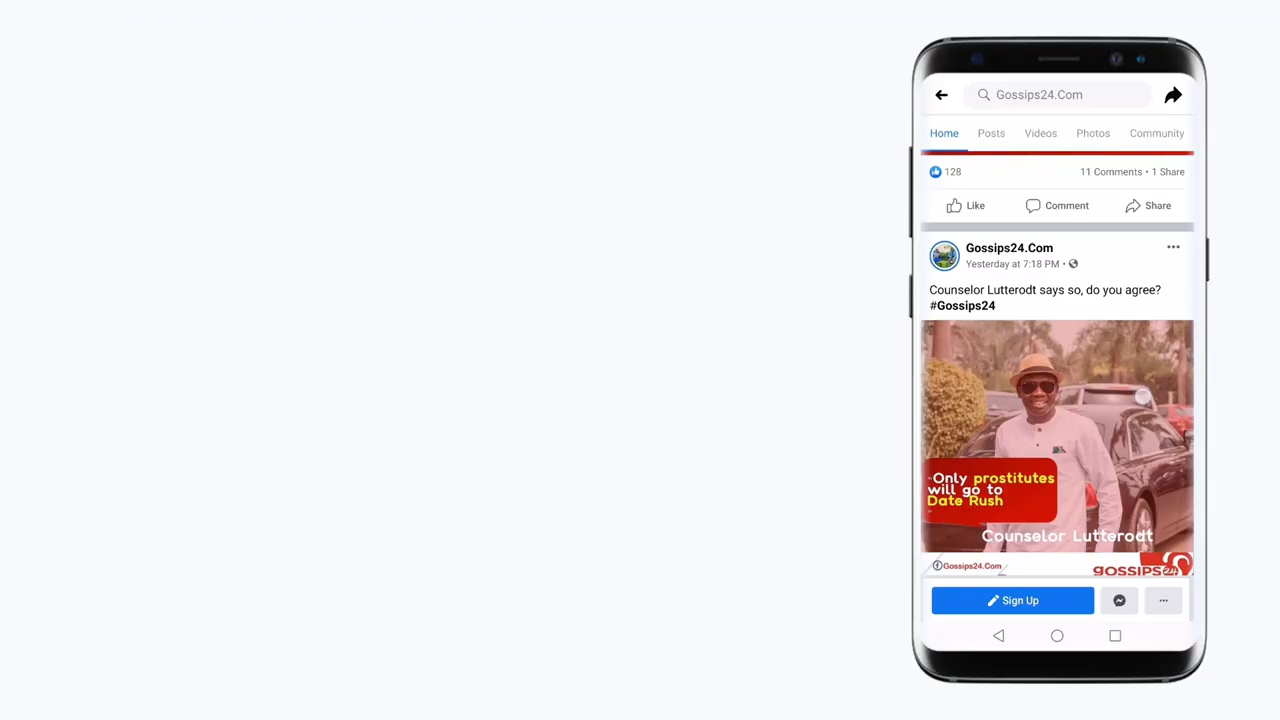 Gossips24.Com
Home Posts Videos Photos Community
128 11 Comments • 1 Share
Like Comment Share
Gossips24.Com
Yesterday at 7:18 PM •
Counselor Lutterodt says so, do you agree?
#Gossips24
Only prostitutes
will go to
Date Rush
Counselor Lutterodt
Gossips24.Com
GOSSIPS24
Sign Up